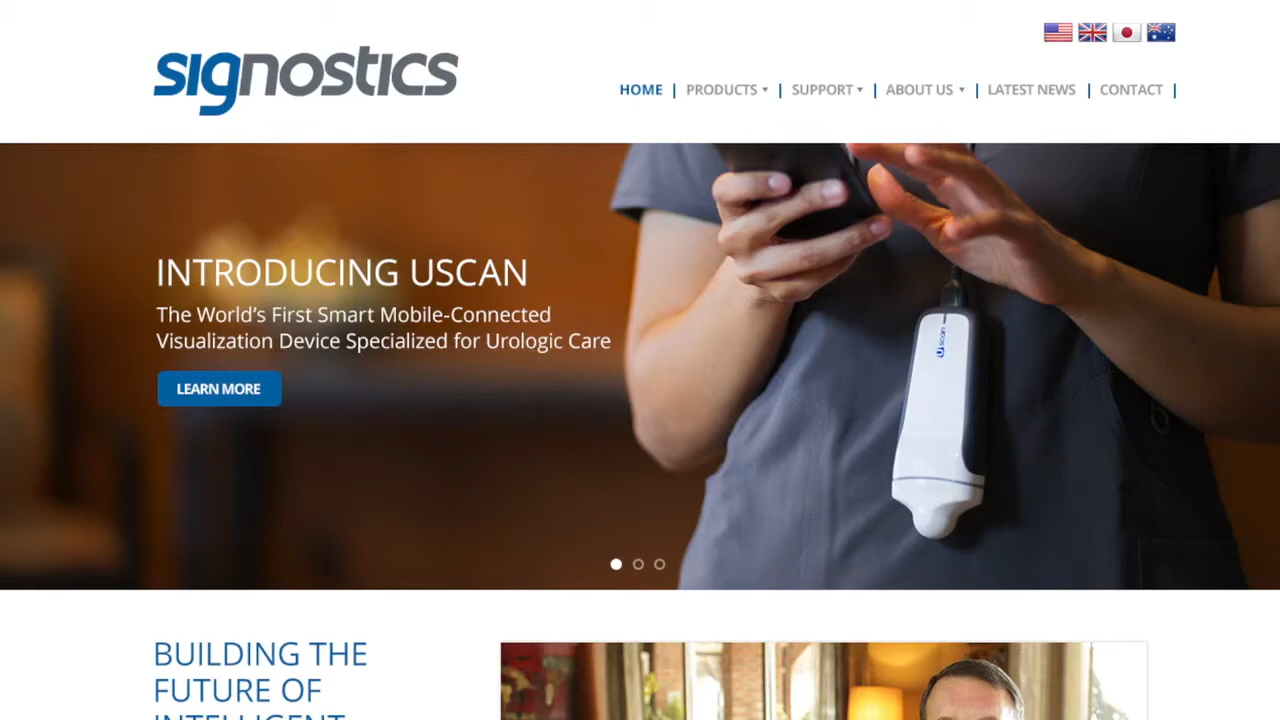 signostics
HOME | PRODUCTS | SUPPORT | ABOUT US | LATEST NEWS | CONTACT |
INTRODUCING USCAN
The World's First Smart Mobile-Connected
Visualization Device Specialized for Urologic Care
LEARN MORE
Uscan
BUILDING THE
FUTURE OF
INTELLIGENT